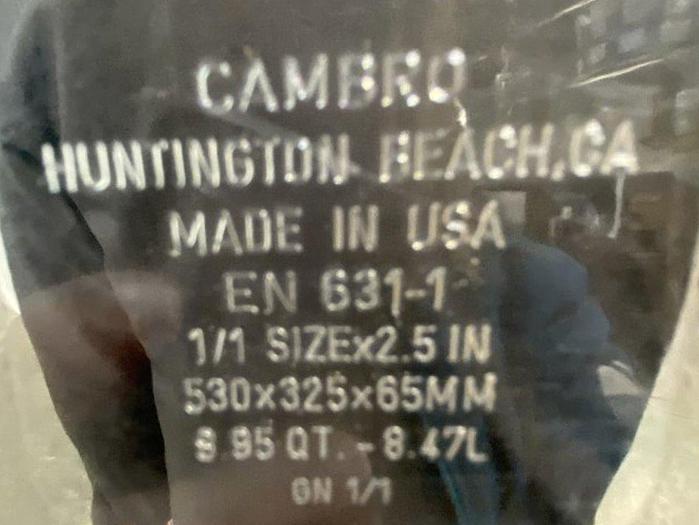 CAMBRO
HUNTINGTON BEACH, CA
MADE IN USA
EN 631-1
1/1 SIZEx2.5 IN
530x325x65MM
8.95 QT. - 8.47L
GN 1/1